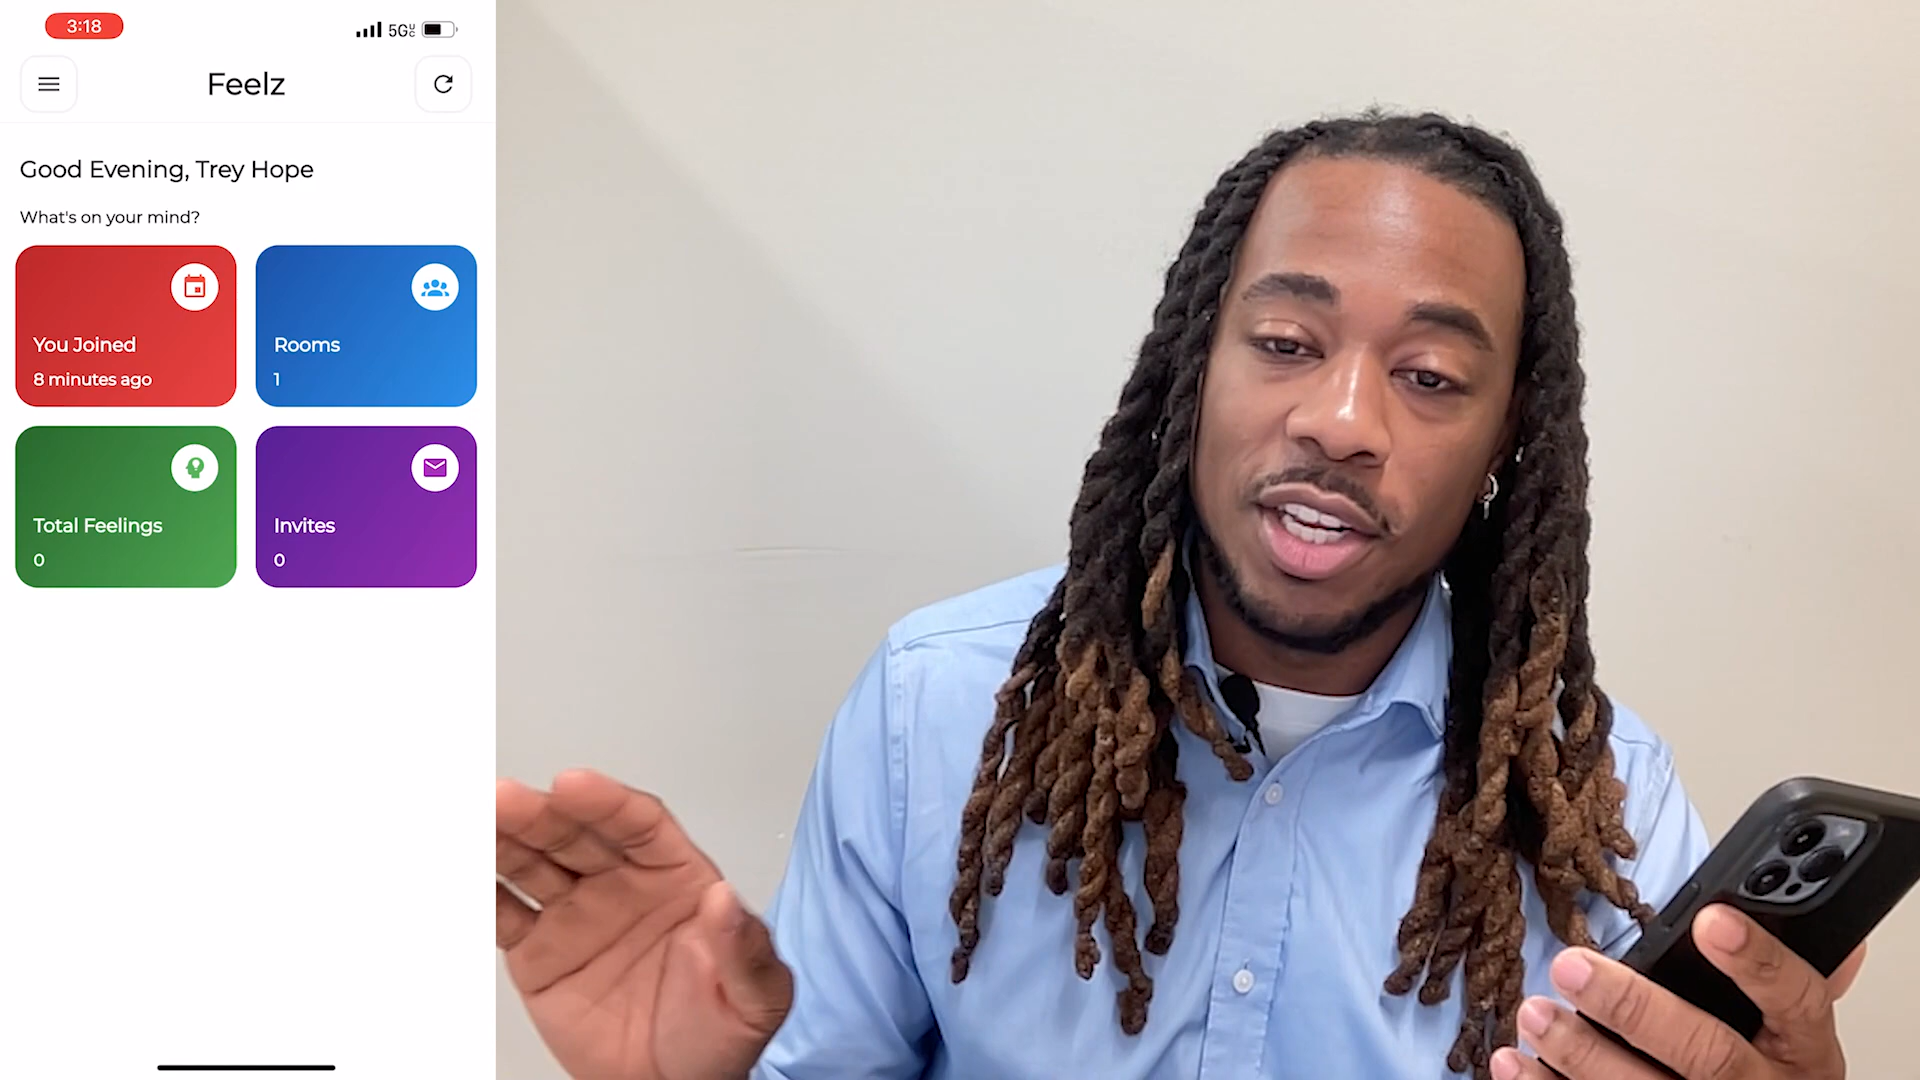 3:18
5G UC
Feelz
Good Evening, Trey Hope
What's on your mind?
You Joined
8 minutes ago
Rooms
1
Total Feelings
0
Invites
0